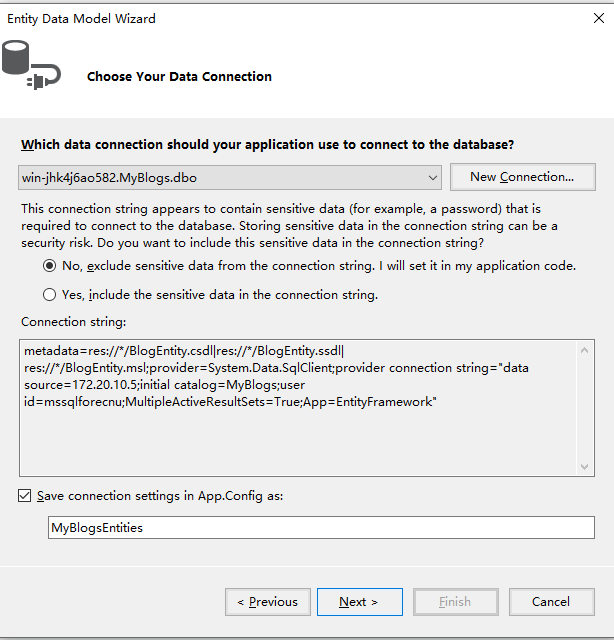 Entity Data Model Wizard
Choose Your Data Connection
Which data connection should your application use to connect to the database?
win-jhk4j6ao582.MyBlogs.dbo
New Connection...
This connection string appears to contain sensitive data (for example, a password) that is
required to connect to the database. Storing sensitive data in the connection string can be a
security risk. Do you want to include this sensitive data in the connection string?
No, exclude sensitive data from the connection string. I will set it in my application code.
Yes, include the sensitive data in the connection string.
Connection string:
metadata=res://*/BlogEntity.csdl|res://*/BlogEntity.ssdl|
res://*/BlogEntity.msl;provider=System.Data.SqlClient;provider connection string="data
source=172.20.10.5;initial catalog=MyBlogs;user
id=mssqlforecnu;MultipleActiveResultSets=True;App=EntityFramework"
Save connection settings in App.Config as:
MyBlogsEntities
< Previous
Next >
Finish
Cancel